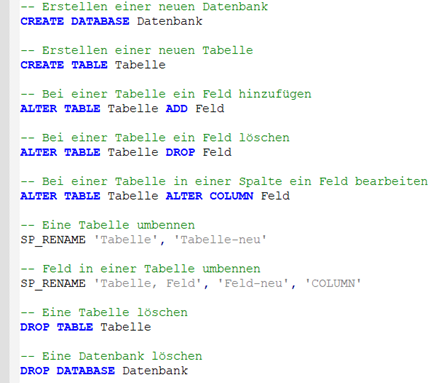 -- Erstellen einer neuen Datenbank
CREATE DATABASE Datenbank
-- Erstellen einer neuen Tabelle
CREATE TABLE Tabelle
-- Bei einer Tabelle ein Feld hinzufügen
ALTER TABLE Tabelle ADD Feld
-- Bei einer Tabelle ein Feld löschen
ALTER TABLE Tabelle DROP Feld
-- Bei einer Tabelle in einer Spalte ein Feld bearbeiten
ALTER TABLE Tabelle ALTER COLUMN Feld
-- Eine Tabelle umbennen
SP_RENAME 'Tabelle', 'Tabelle-neu'
-- Feld in einer Tabelle umbennen
SP_RENAME 'Tabelle, Feld', 'Feld-neu', 'COLUMN'
-- Eine Tabelle löschen
DROP TABLE Tabelle
-- Eine Datenbank löschen
DROP DATABASE Datenbank